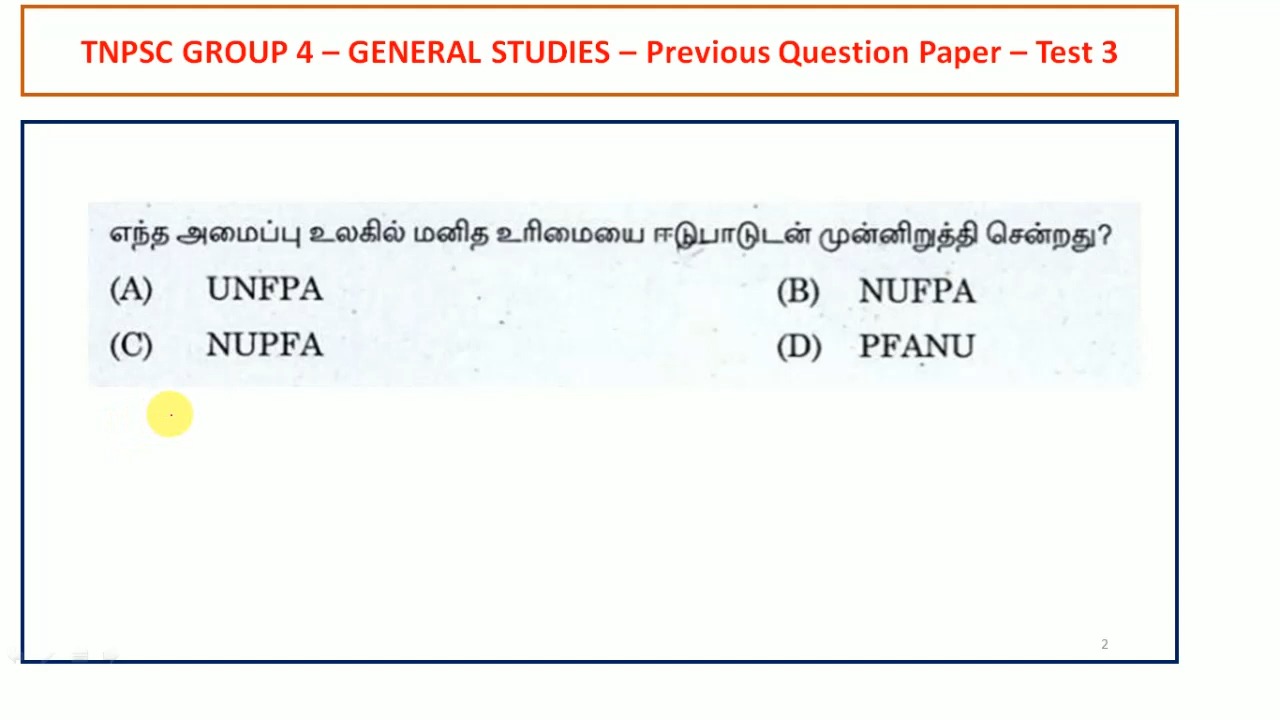 TNPSC GROUP 4 – GENERAL STUDIES – Previous Question Paper – Test 3
எந்த அமைப்பு உலகில் மனித உரிமையை ஈடுபாடுடன் முன்னிறுத்தி சென்றது?
(A) UNFPA (B) NUFPA
(C) NUPFA (D) PFANU
2